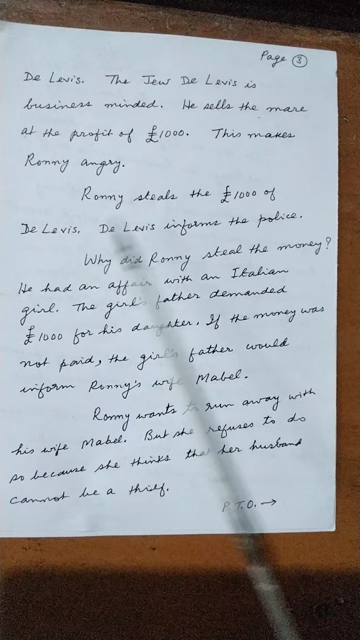 Page 3
De Levis. The Jew De Levis is
business minded. He sells the mare
at the profit of £1000. This makes
Ronny angry.
Ronny steals the £1000 of
De Levis. De Levis informs the police.
Why did Ronny steal the money?
He had an affair with an Italian
girl. The girl's father demanded
£1000 for his daughter, If the money was
not paid, the girl's father would
inform Ronny's wife Mabel.
Ronny wants to run away with
his wife Mabel. But she refuses to do
so because she thinks that her husband
cannot be a thief.
P.T.O. →